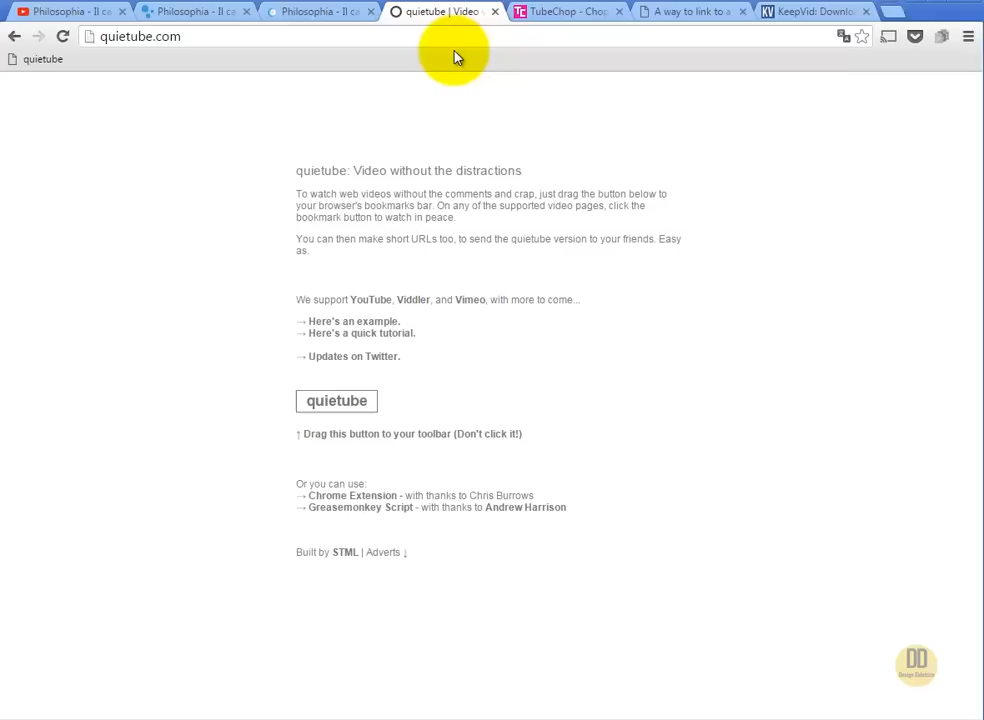 Philosophia - Il ca
Philosophia - Il ca
Philosophia - Il ca
quietube | Video
TubeChop - Chop
A way to link to a
KV KeepVid: Downlo
quietube.com
quietube
quietube: Video without the distractions
To watch web videos without the comments and crap, just drag the button below to
your browser's bookmarks bar. On any of the supported video pages, click the
bookmark button to watch in peace.
You can then make short URLs too, to send the quietube version to your friends. Easy
as.
We support YouTube, Viddler, and Vimeo, with more to come...
→ Here's an example.
→ Here's a quick tutorial.
→ Updates on Twitter.
quietube
↑ Drag this button to your toolbar (Don't click it!)
Or you can use:
→ Chrome Extension - with thanks to Chris Burrows
→ Greasemonkey Script - with thanks to Andrew Harrison
Built by STML | Adverts ↓
DD
Design Didattico